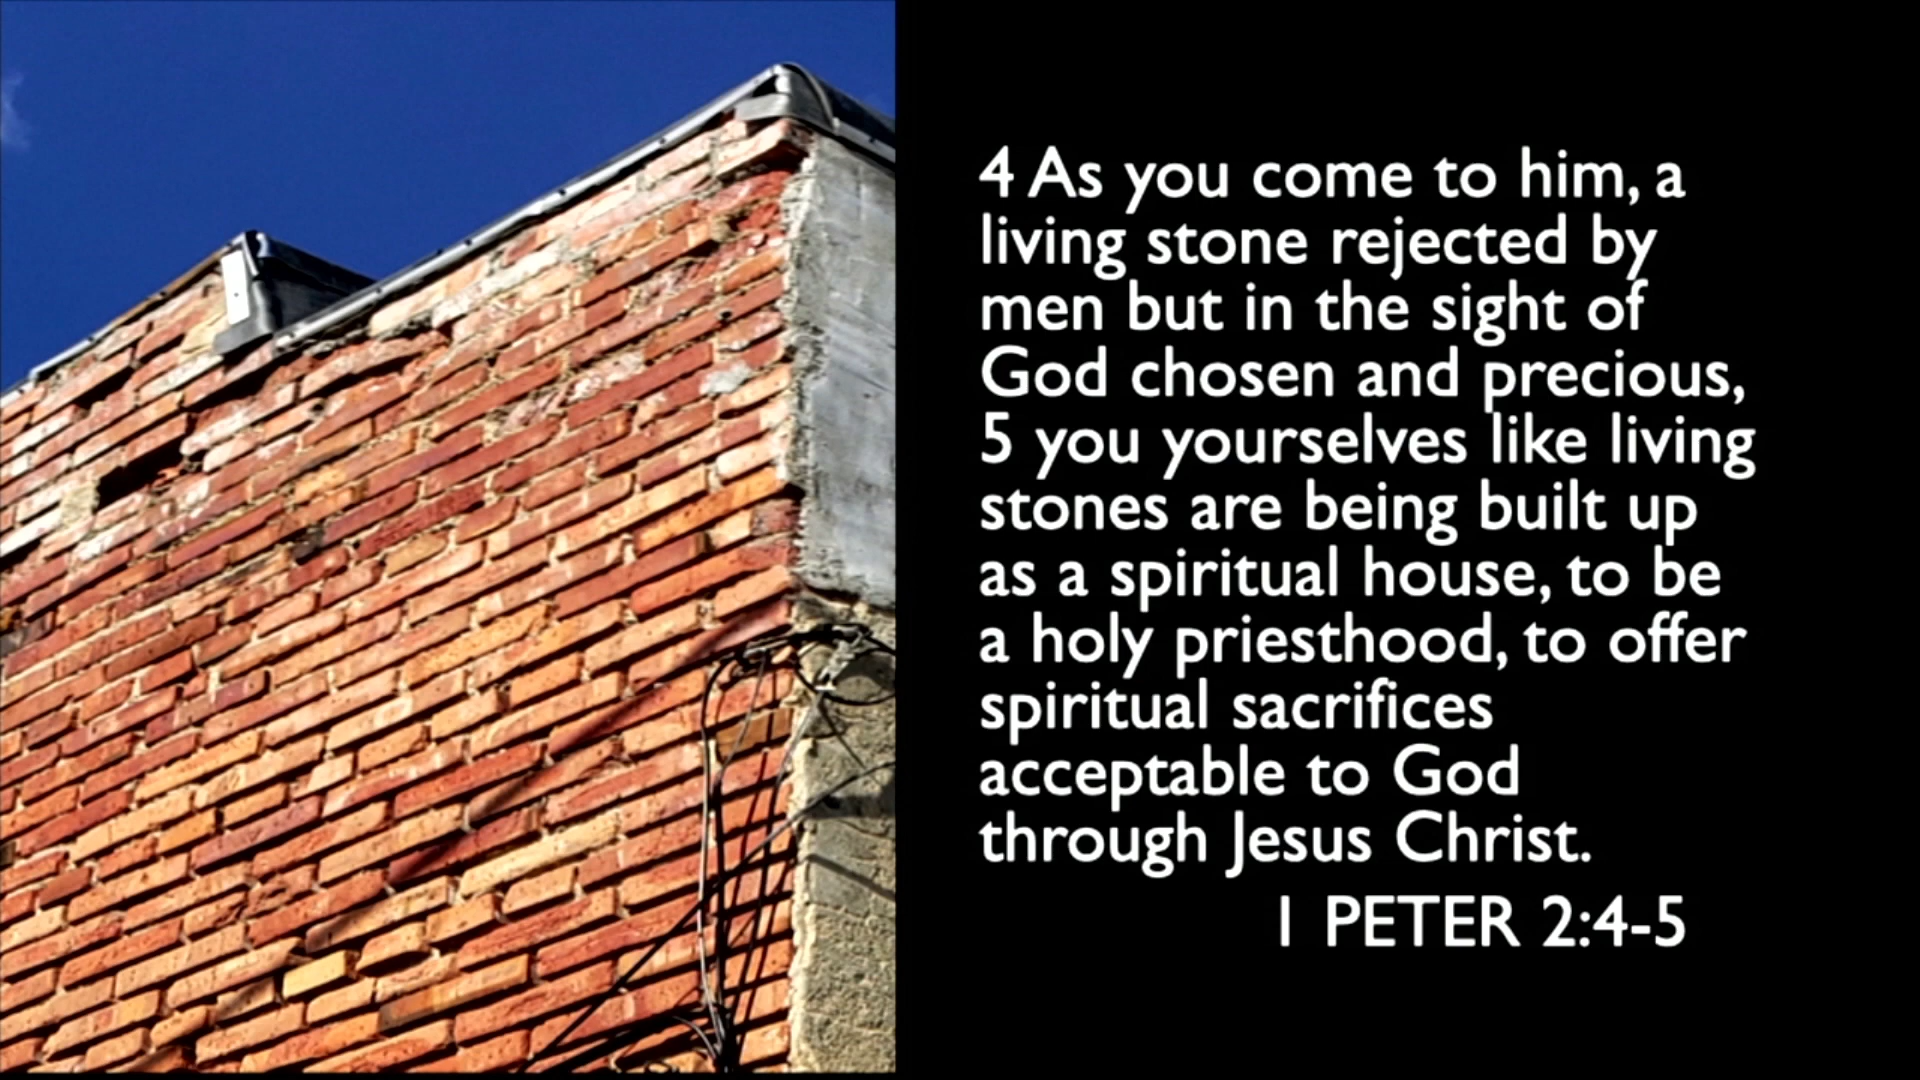 4 As you come to him, a
living stone rejected by
men but in the sight of
God chosen and precious,
5 you yourselves like living
stones are being built up
as a spiritual house, to be
a holy priesthood, to offer
spiritual sacrifices
acceptable to God
through Jesus Christ.
1 PETER 2:4-5